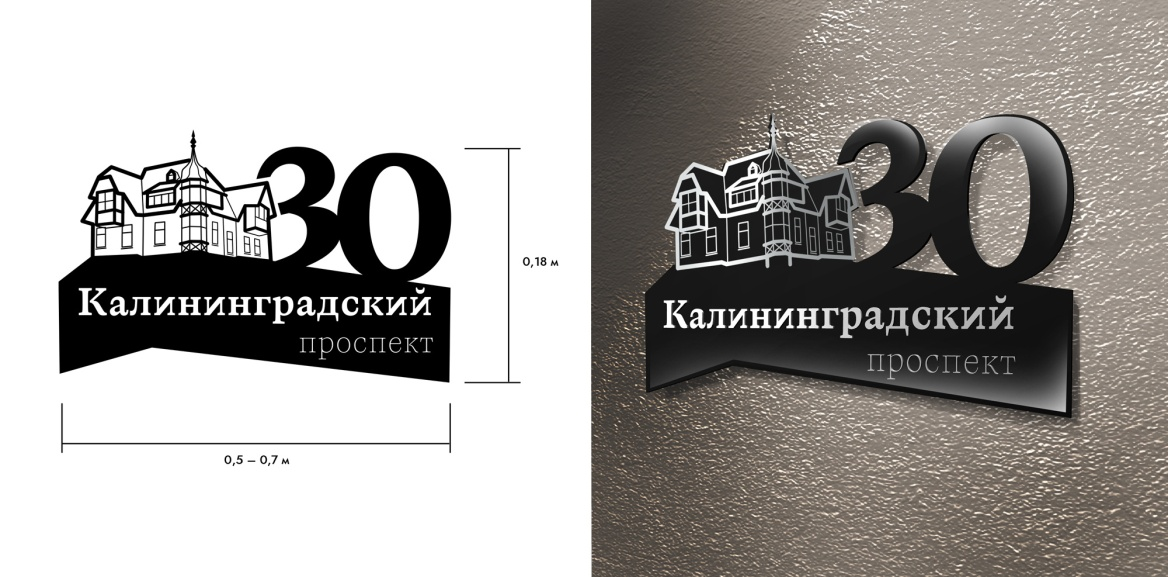 30
Калининградский
проспект
0,18 м
0,5 – 0,7 м
30
Калининградский
проспект